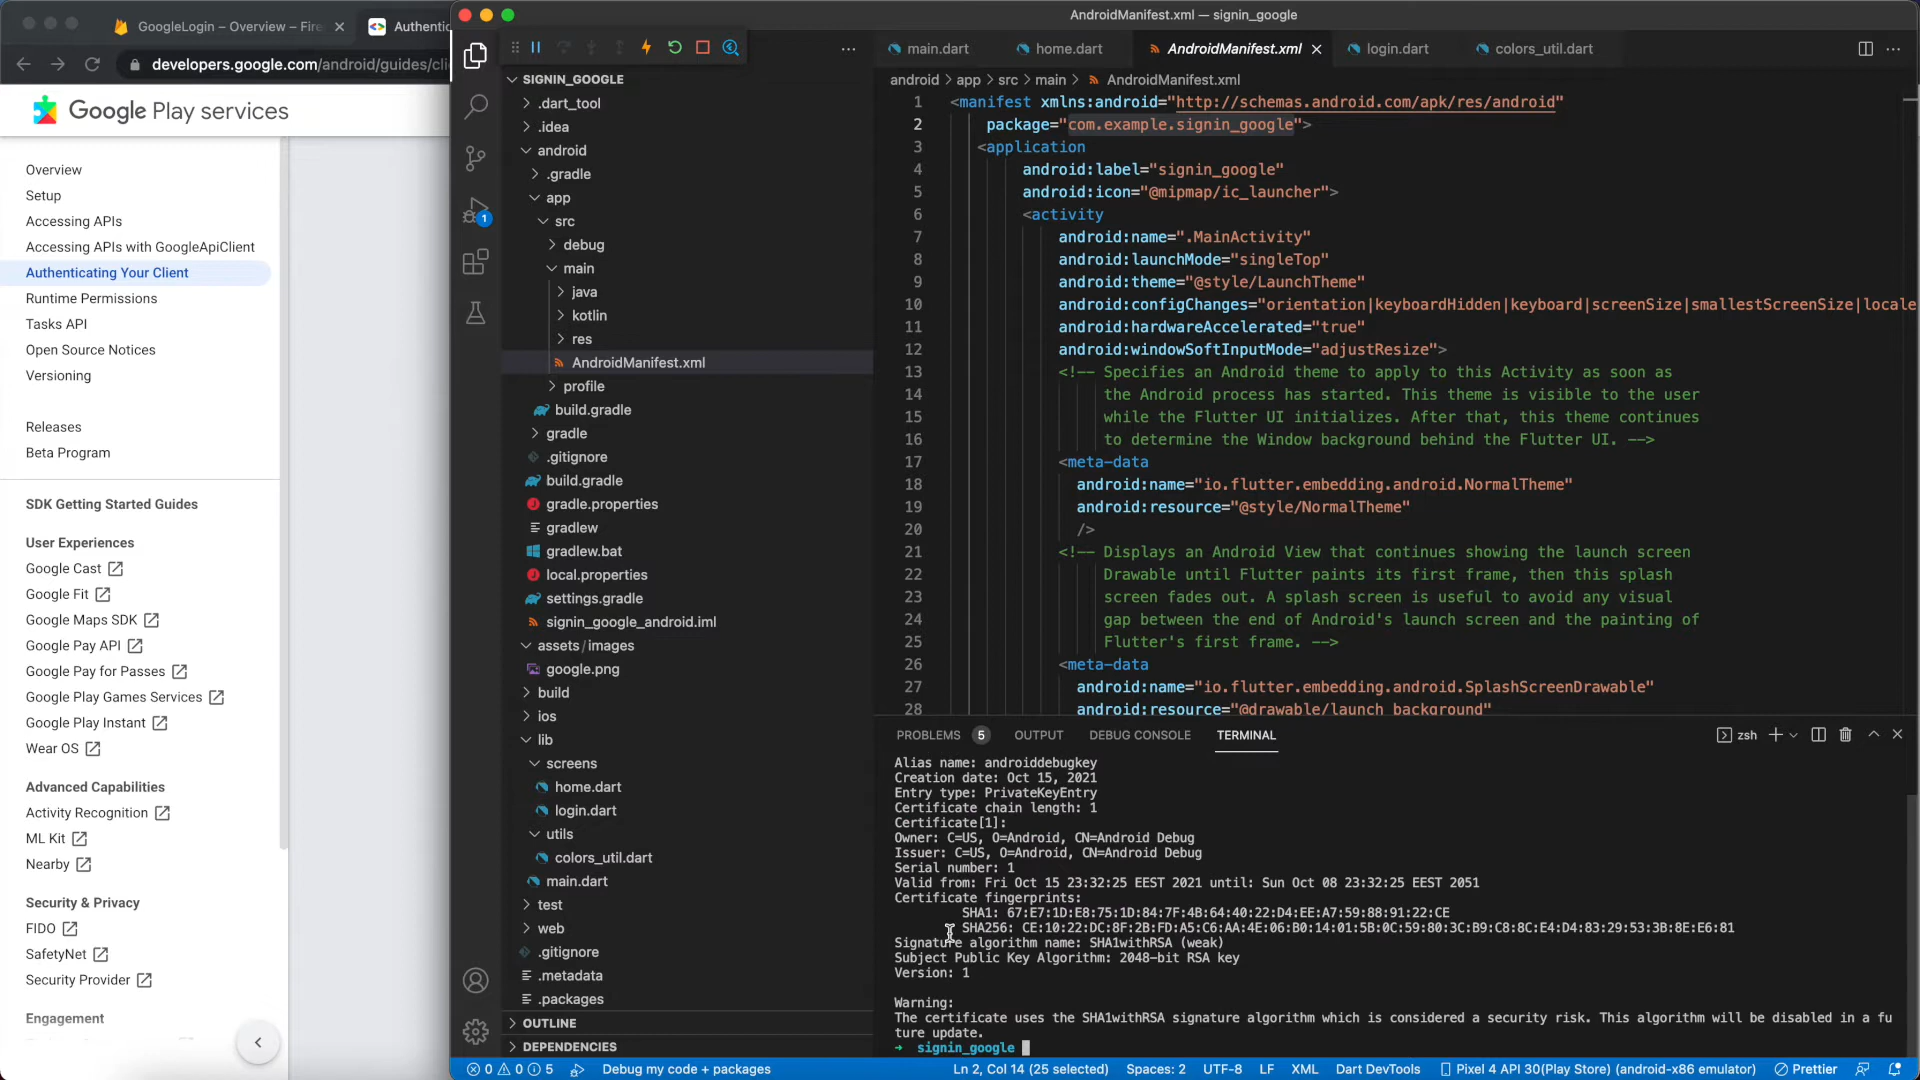 GoogleLogin – Overview – Fire
Authentic
developers.google.com/android/guides/clie
Google Play services
Overview
Setup
Accessing APIs
Accessing APIs with GoogleApiClient
Authenticating Your Client
Runtime Permissions
Tasks API
Open Source Notices
Versioning
Releases
Beta Program
SDK Getting Started Guides
User Experiences
Google Cast
Google Fit
Google Maps SDK
Google Pay API
Google Pay for Passes
Google Play Games Services
Google Play Instant
Wear OS
Advanced Capabilities
Activity Recognition
ML Kit
Nearby
Security & Privacy
FIDO
SafetyNet
Security Provider
Engagement
AndroidManifest.xml — signin_google
1
SIGNIN_GOOGLE
.dart_tool
.idea
android
.gradle
app
src
debug
main
java
kotlin
res
AndroidManifest.xml
profile
build.gradle
gradle
.gitignore
build.gradle
gradle.properties
gradlew
gradlew.bat
local.properties
settings.gradle
signin_google_android.iml
assets/images
google.png
build
ios
lib
screens
home.dart
login.dart
utils
colors_util.dart
main.dart
test
web
.gitignore
.metadata
.packages
OUTLINE
DEPENDENCIES
main.dart
home.dart
AndroidManifest.xml
login.dart
colors_util.dart
android > app > src > main > AndroidManifest.xml
1 <manifest xmlns:android="http://schemas.android.com/apk/res/android"
2 package="com.example.signin_google">
3 <application
4 android:label="signin_google"
5 android:icon="@mipmap/ic_launcher">
6 <activity
7 android:name=".MainActivity"
8 android:launchMode="singleTop"
9 android:theme="@style/LaunchTheme"
10 android:configChanges="orientation|keyboardHidden|keyboard|screenSize|smallestScreenSize|locale
11 android:hardwareAccelerated="true"
12 android:windowSoftInputMode="adjustResize">
13 <!-- Specifies an Android theme to apply to this Activity as soon as
14 the Android process has started. This theme is visible to the user
15 while the Flutter UI initializes. After that, this theme continues
16 to determine the Window background behind the Flutter UI. -->
17 <meta-data
18 android:name="io.flutter.embedding.android.NormalTheme"
19 android:resource="@style/NormalTheme"
20 />
21 <!-- Displays an Android View that continues showing the launch screen
22 Drawable until Flutter paints its first frame, then this splash
23 screen fades out. A splash screen is useful to avoid any visual
24 gap between the end of Android's launch screen and the painting of
25 Flutter's first frame. -->
26 <meta-data
27 android:name="io.flutter.embedding.android.SplashScreenDrawable"
28 android:resource="@drawable/launch_background"
PROBLEMS 5 OUTPUT DEBUG CONSOLE TERMINAL
zsh
Alias name: androiddebugkey
Creation date: Oct 15, 2021
Entry type: PrivateKeyEntry
Certificate chain length: 1
Certificate[1]:
Owner: C=US, O=Android, CN=Android Debug
Issuer: C=US, O=Android, CN=Android Debug
Serial number: 1
Valid from: Fri Oct 15 23:32:25 EEST 2021 until: Sun Oct 08 23:32:25 EEST 2051
Certificate fingerprints:
SHA1: 67:E7:1D:E8:75:1D:84:7F:4B:64:40:22:D4:EE:A7:59:88:91:22:CE
SHA256: CE:10:22:DC:8F:2B:FD:A5:C6:AA:4E:06:B0:14:01:5B:0C:59:80:3C:B9:C8:8C:E4:D4:83:29:53:3B:8E:E6:81
Signature algorithm name: SHA1withRSA (weak)
Subject Public Key Algorithm: 2048-bit RSA key
Version: 1
Warning:
The certificate uses the SHA1withRSA signature algorithm which is considered a security risk. This algorithm will be disabled in a fu
ture update.
→ signin_google
0 0 5 Debug my code + packages Ln 2, Col 14 (25 selected) Spaces: 2 UTF-8 LF XML Dart DevTools Pixel 4 API 30(Play Store) (android-x86 emulator) Prettier